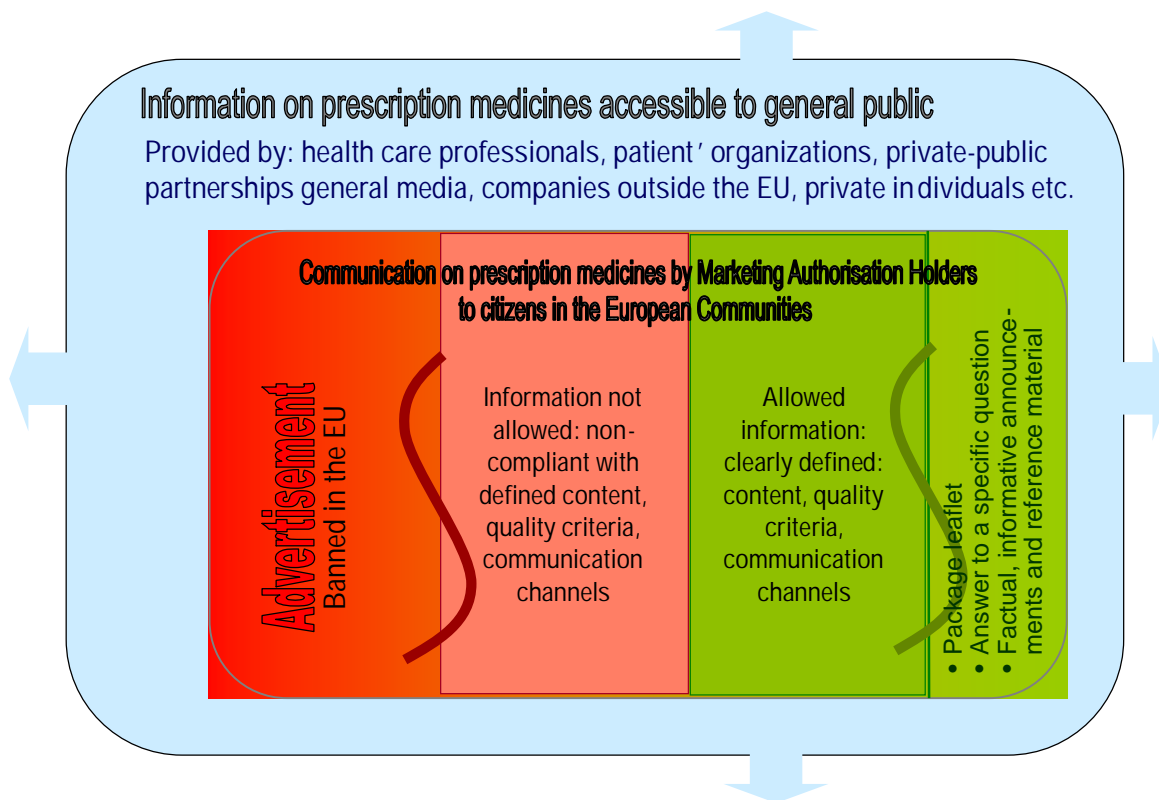 Information on prescription medicines accessible to general public
Provided by: health care professionals, patient’ organizations, private-public
partnerships general media, companies outside the EU, private individuals etc.
Communication on prescription medicines by Marketing Authorisation Holders
to citizens in the European Communities
Advertisement
Banned in the EU
Information not
allowed: non-
compliant with
defined content,
quality criteria,
communication
channels
Allowed
information:
clearly defined:
content, quality
criteria,
communication
channels
• Package leaflet
• Answer to a specific question
• Factual, informative announce-
ments and reference material